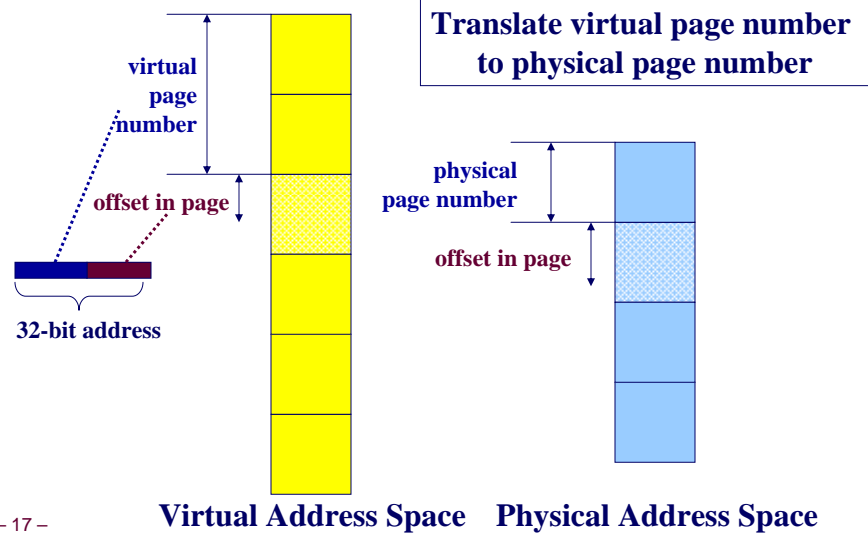 Translate virtual page number
to physical page number
virtual
page
number
offset in page
32-bit address
physical
page number
offset in page
Virtual Address Space
Physical Address Space
– 17 –